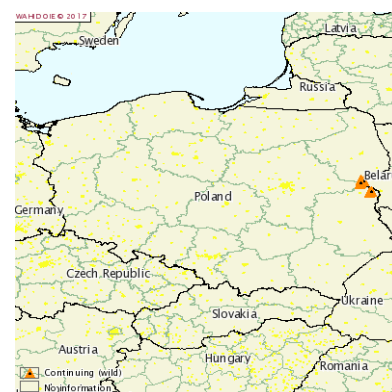 WAHID OIE © 2017
Latvia
Sweden
Russia
Belar
Poland
Germany
Czech Republic
Ukraine
Slovakia
Austria
Hungary
Romania
Continuing (wild)
No information